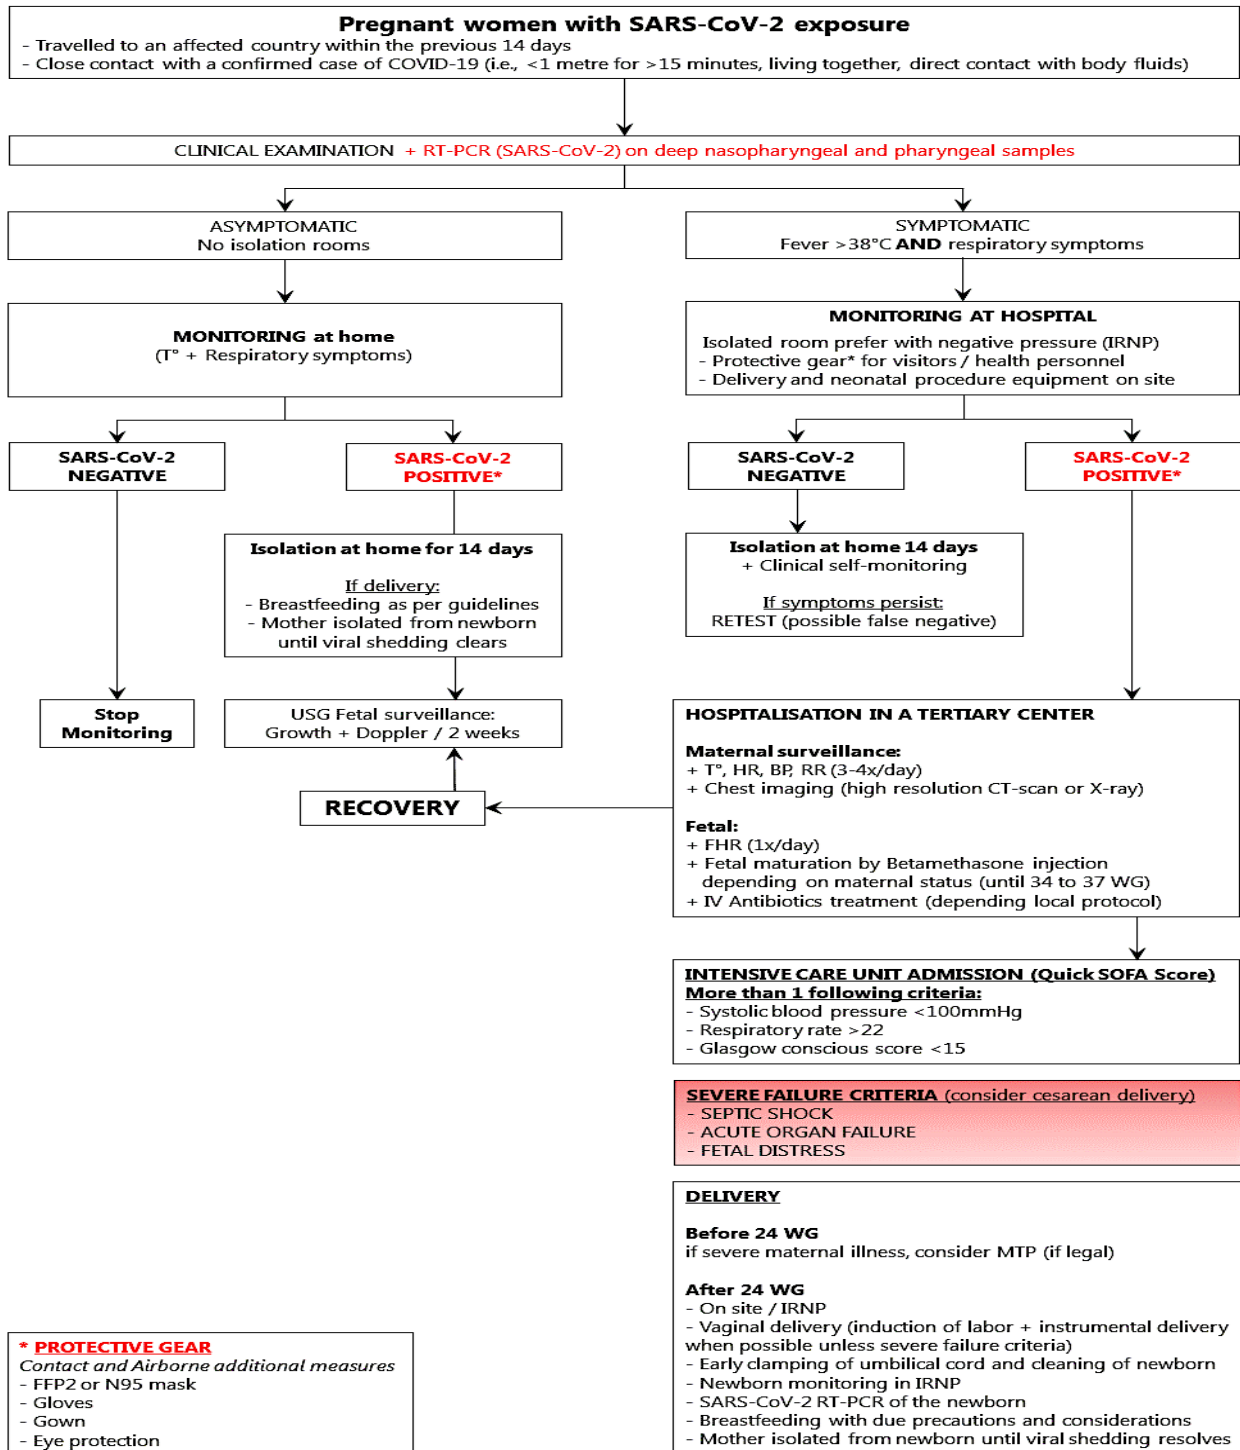 Pregnant women with SARS-CoV-2 exposure
- Travelled to an affected country within the previous 14 days
- Close contact with a confirmed case of COVID-19 (i.e., <1 metre for >15 minutes, living together, direct contact with body fluids)
CLINICAL EXAMINATION + RT-PCR (SARS-CoV-2) on deep nasopharyngeal and pharyngeal samples
ASYMPTOMATIC
No isolation rooms
SYMPTOMATIC
Fever >38°C AND respiratory symptoms
MONITORING at home
(T° + Respiratory symptoms)
MONITORING AT HOSPITAL
Isolated room prefer with negative pressure (IRNP)
- Protective gear* for visitors / health personnel
- Delivery and neonatal procedure equipment on site
SARS-CoV-2
NEGATIVE
SARS-CoV-2
POSITIVE*
SARS-CoV-2
NEGATIVE
SARS-CoV-2
POSITIVE*
Isolation at home for 14 days
If delivery:
- Breastfeeding as per guidelines
- Mother isolated from newborn
until viral shedding clears
Isolation at home 14 days
+ Clinical self-monitoring
If symptoms persist:
RETEST (possible false negative)
Stop
Monitoring
USG Fetal surveillance:
Growth + Doppler / 2 weeks
RECOVERY
HOSPITALISATION IN A TERTIARY CENTER
Maternal surveillance:
+ T°, HR, BP, RR (3-4x/day)
+ Chest imaging (high resolution CT-scan or X-ray)
Fetal:
+ FHR (1x/day)
+ Fetal maturation by Betamethasone injection
depending on maternal status (until 34 to 37 WG)
+ IV Antibiotics treatment (depending local protocol)
INTENSIVE CARE UNIT ADMISSION (Quick SOFA Score)
More than 1 following criteria:
- Systolic blood pressure <100mmHg
- Respiratory rate >22
- Glasgow conscious score <15
SEVERE FAILURE CRITERIA (consider cesarean delivery)
- SEPTIC SHOCK
- ACUTE ORGAN FAILURE
- FETAL DISTRESS
DELIVERY
Before 24 WG
if severe maternal illness, consider MTP (if legal)
After 24 WG
- On site / IRNP
- Vaginal delivery (induction of labor + instrumental delivery
when possible unless severe failure criteria)
- Early clamping of umbilical cord and cleaning of newborn
- Newborn monitoring in IRNP
- SARS-CoV-2 RT-PCR of the newborn
- Breastfeeding with due precautions and considerations
- Mother isolated from newborn until viral shedding resolves
* PROTECTIVE GEAR
Contact and Airborne additional measures
- FFP2 or N95 mask
- Gloves
- Gown
- Eye protection